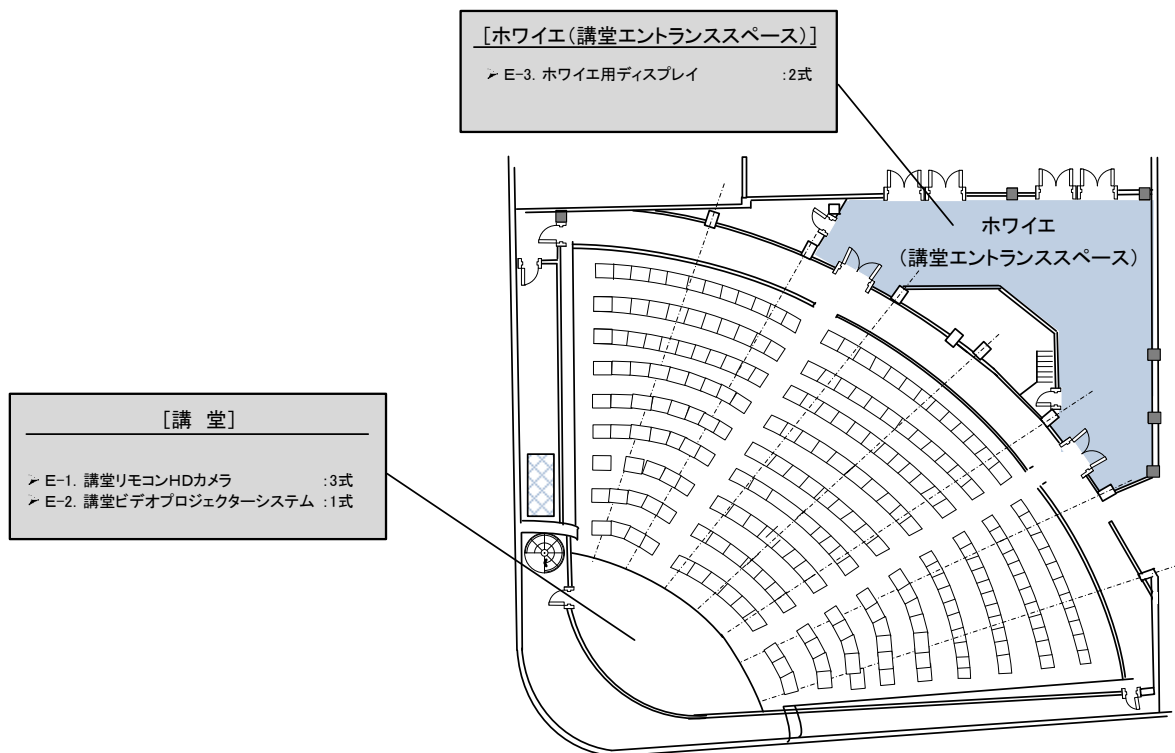 [ホワイエ(講堂エントランススペース)]
➢ E-3. ホワイエ用ディスプレイ :2式
ホワイエ
(講堂エントランススペース)
[講 堂]
➢ E-1. 講堂リモコンHDカメラ :3式
➢ E-2. 講堂ビデオプロジェクターシステム :1式